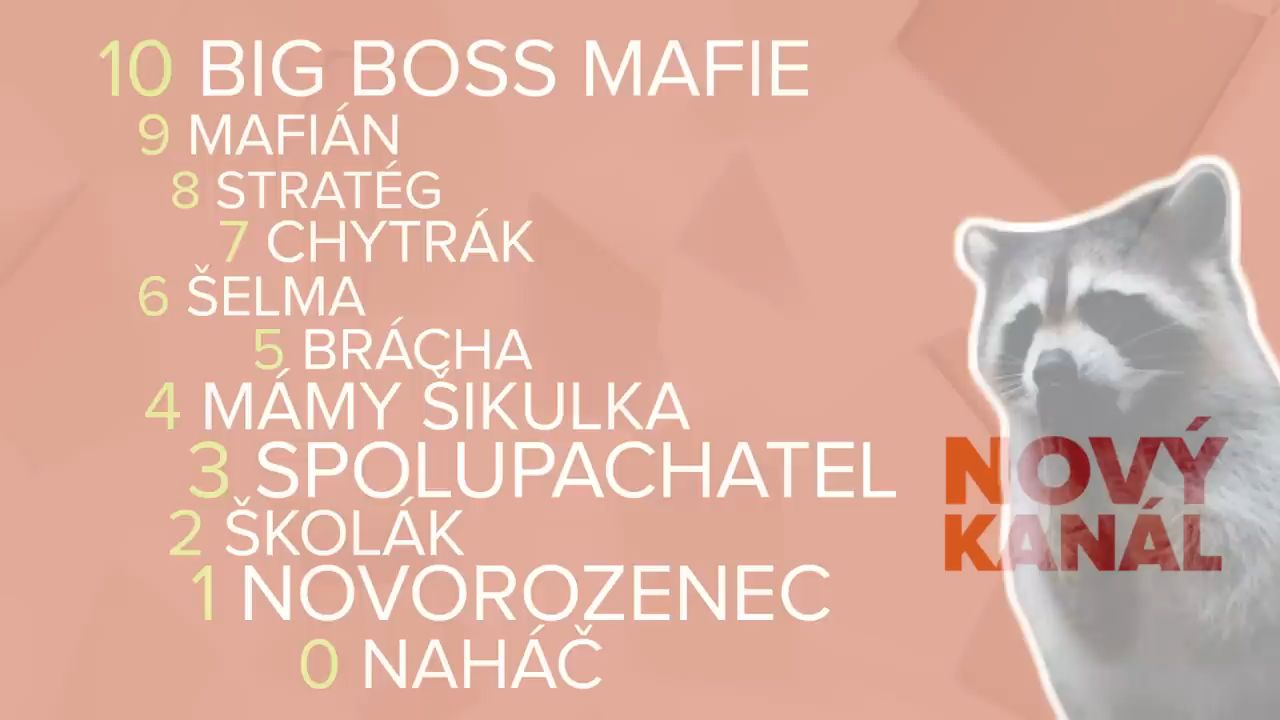 10 BIG BOSS MAFIE
9 MAFIÁN
8 STRATÉG
7 CHYTRÁK
6 ŠELMA
5 BRÁCHA
4 MÁMY ŠIKULKA
3 SPOLUPACHATEL
2 ŠKOLÁK
1 NOVOROZENEC
0 NAHÁČ
NOVÝ
KANÁL